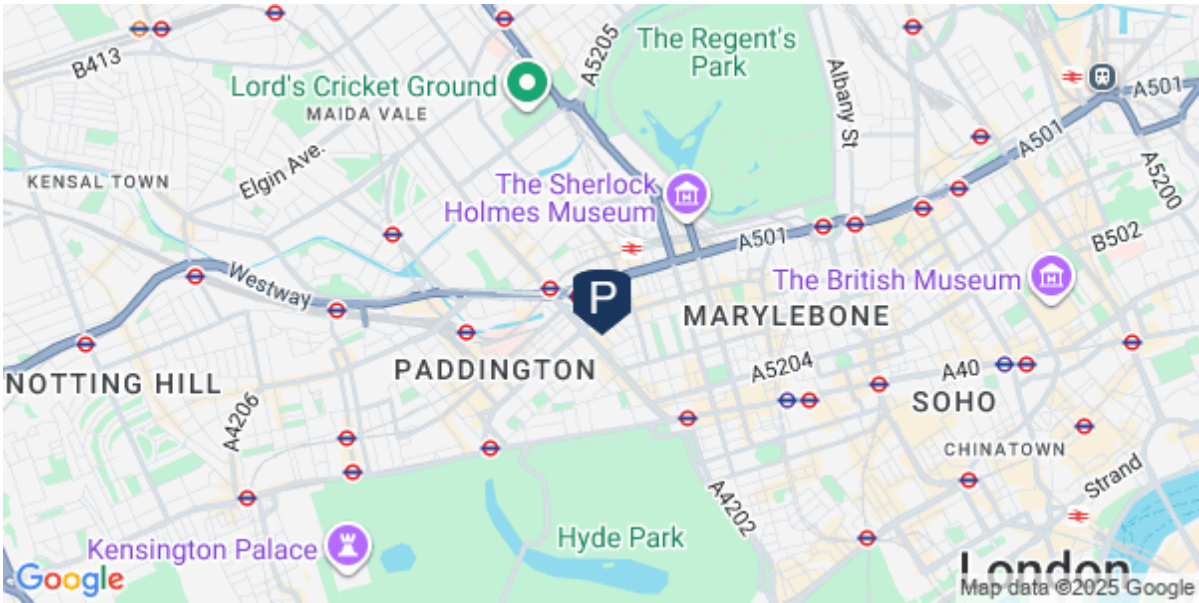 The Regent's
Park
A5205
B413
Lord's Cricket Ground
MAIDA VALE
Albany St
A501
A501
Elgin Ave.
KENSAL TOWN
A5200
The Sherlock
Holmes Museum
A501
B502
Westway
The British Museum
P
MARYLEBONE
PADDINGTON
NOTTING HILL
A5204
A40
SOHO
A4206
CHINATOWN
Strand
A4202
Hyde Park
Kensington Palace
London
Google
Map data ©2025 Google